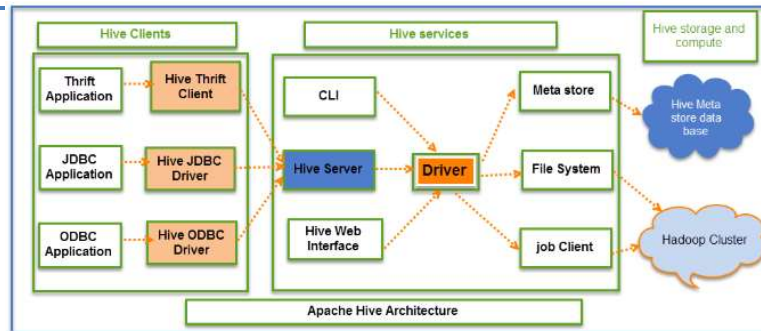 Hive Clients
Hive services
Hive storage and
compute
Thrift
Application
Hive Thrift
Client
CLI
Meta store
Hive Meta
store data
base
JDBC
Application
Hive JDBC
Driver
Hive Server
Driver
File System
ODBC
Application
Hive ODBC
Driver
Hive Web
Interface
job Client
Hadoop Cluster
Apache Hive Architecture